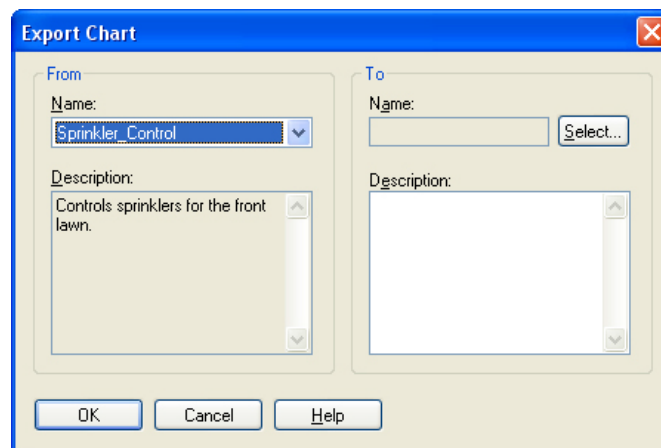 Export Chart
From
Name:
Sprinkler_Control
Description:
Controls sprinklers for the front
lawn.
To
Name:
Select...
Description:
OK
Cancel
Help